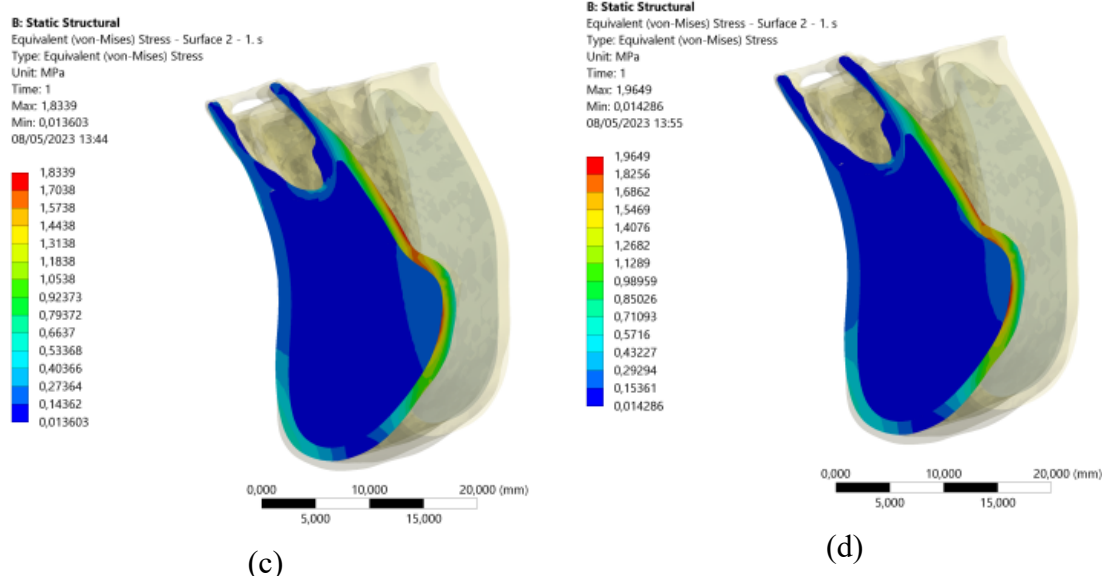 B: Static Structural
Equivalent (von-Mises) Stress - Surface 2 - 1. s
Type: Equivalent (von-Mises) Stress
Unit: MPa
Time: 1
Max: 1,8339
Min: 0,013603
08/05/2023 13:44
1,8339
1,7038
1,5738
1,4438
1,3138
1,1838
1,0538
0,92373
0,79372
0,6637
0,53368
0,40366
0,27364
0,14362
0,013603
0,000 10,000 20,000 (mm)
5,000 15,000
(c)
B: Static Structural
Equivalent (von-Mises) Stress - Surface 2 - 1. s
Type: Equivalent (von-Mises) Stress
Unit: MPa
Time: 1
Max: 1,9649
Min: 0,014286
08/05/2023 13:55
1,9649
1,8256
1,6862
1,5469
1,4076
1,2682
1,1289
0,98959
0,85026
0,71093
0,5716
0,43227
0,29294
0,15361
0,014286
0,000 10,000 20,000 (mm)
5,000 15,000
(d)